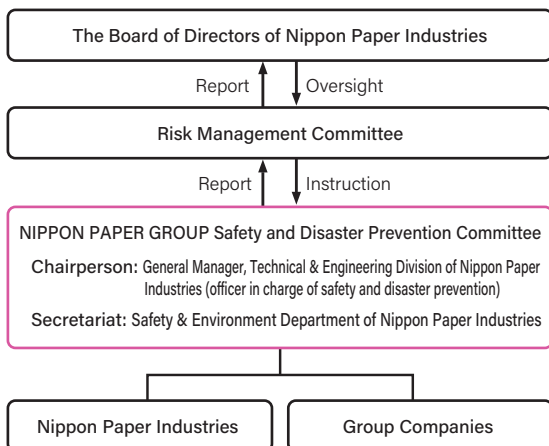 The Board of Directors of Nippon Paper Industries
Report
Oversight
Risk Management Committee
Report
Instruction
NIPPON PAPER GROUP Safety and Disaster Prevention Committee
Chairperson: General Manager, Technical & Engineering Division of Nippon Paper
Industries (officer in charge of safety and disaster prevention)
Secretariat: Safety & Environment Department of Nippon Paper Industries
Nippon Paper Industries
Group Companies